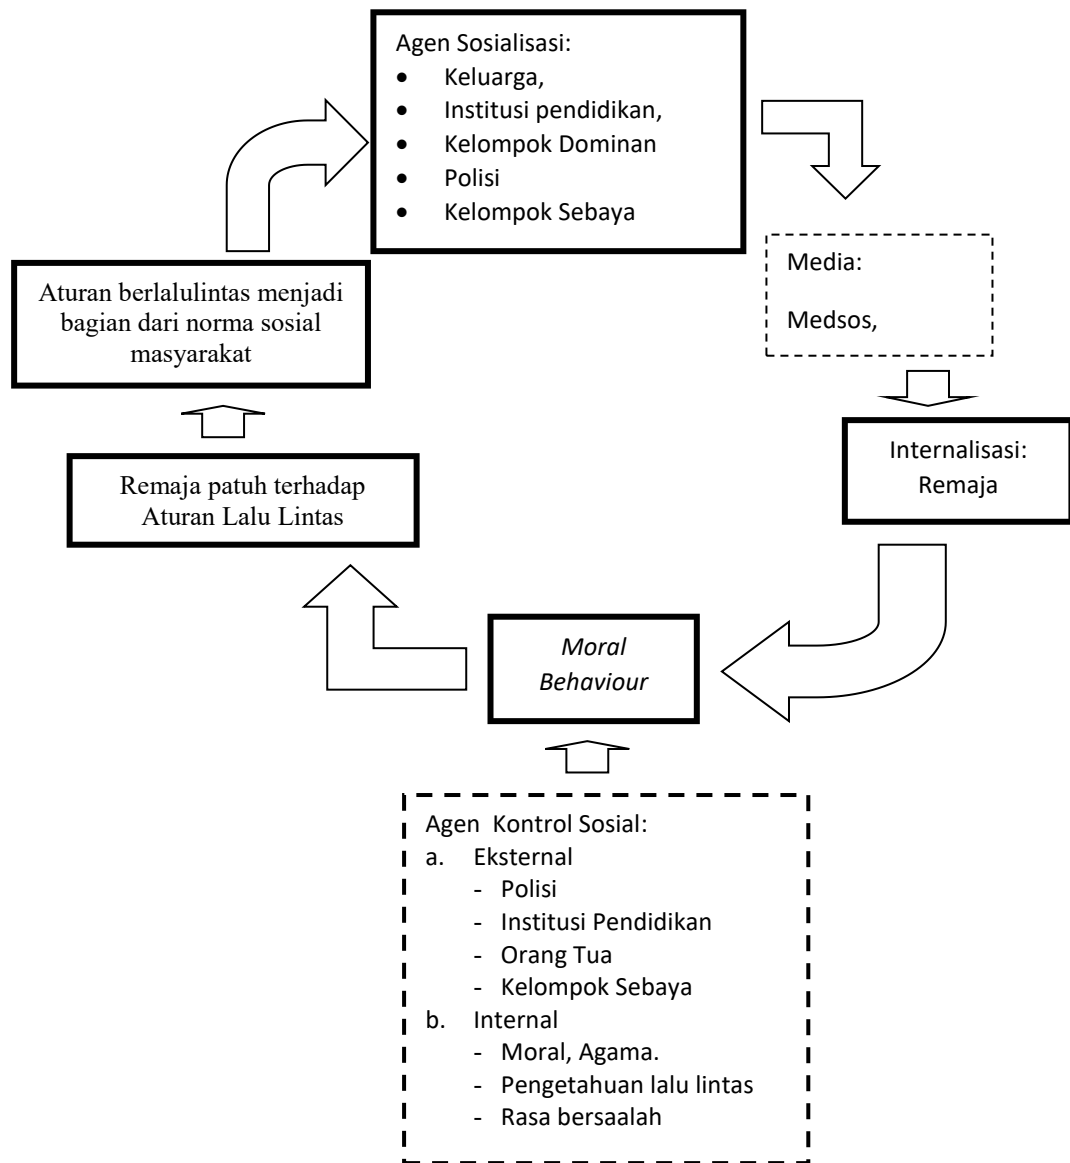 Agen Sosialisasi:
• Keluarga,
• Institusi pendidikan,
• Kelompok Dominan
• Polisi
• Kelompok Sebaya
Media:
Medsos,
Aturan berlalulintas menjadi
bagian dari norma sosial
masyarakat
Internalisasi:
Remaja
Remaja patuh terhadap
Aturan Lalu Lintas
Moral
Behaviour
Agen Kontrol Sosial:
a. Eksternal
- Polisi
- Institusi Pendidikan
- Orang Tua
- Kelompok Sebaya
b. Internal
- Moral, Agama.
- Pengetahuan lalu lintas
- Rasa bersaalah